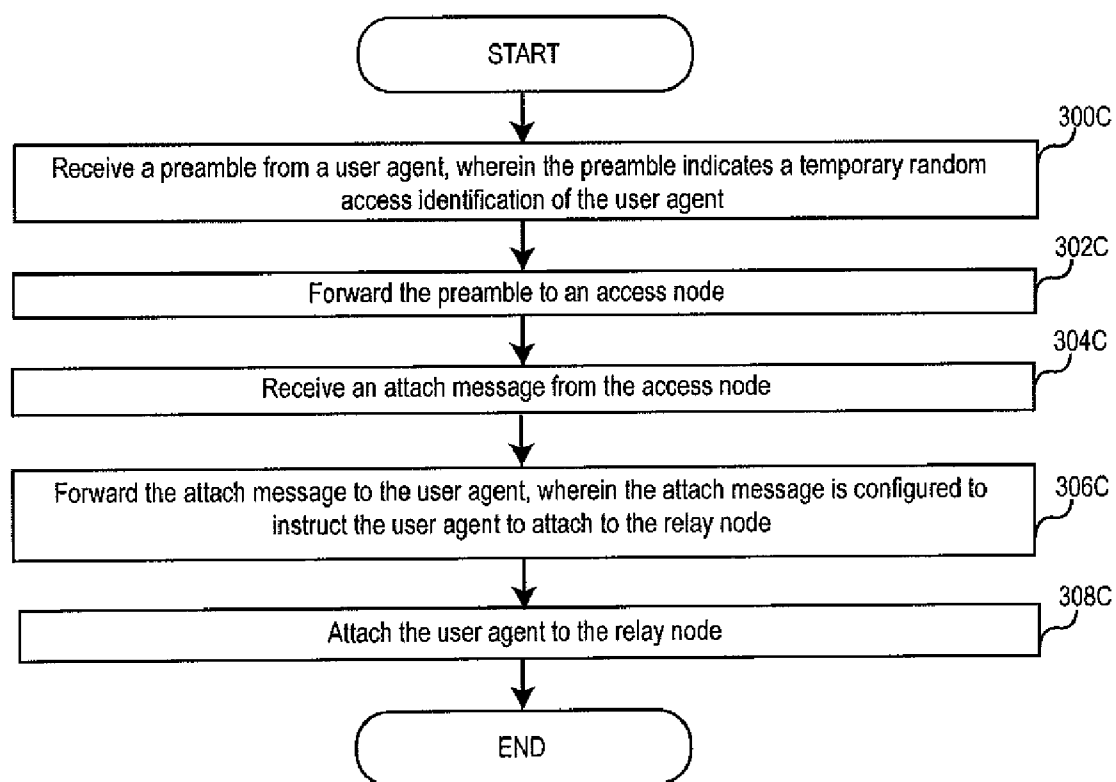 START
300C
Receive a preamble from a user agent, wherein the preamble indicates a temporary random
access identification of the user agent
302C
Forward the preamble to an access node
304C
Receive an attach message from the access node
306C
Forward the attach message to the user agent, wherein the attach message is configured to
instruct the user agent to attach to the relay node
308C
Attach the user agent to the relay node
END